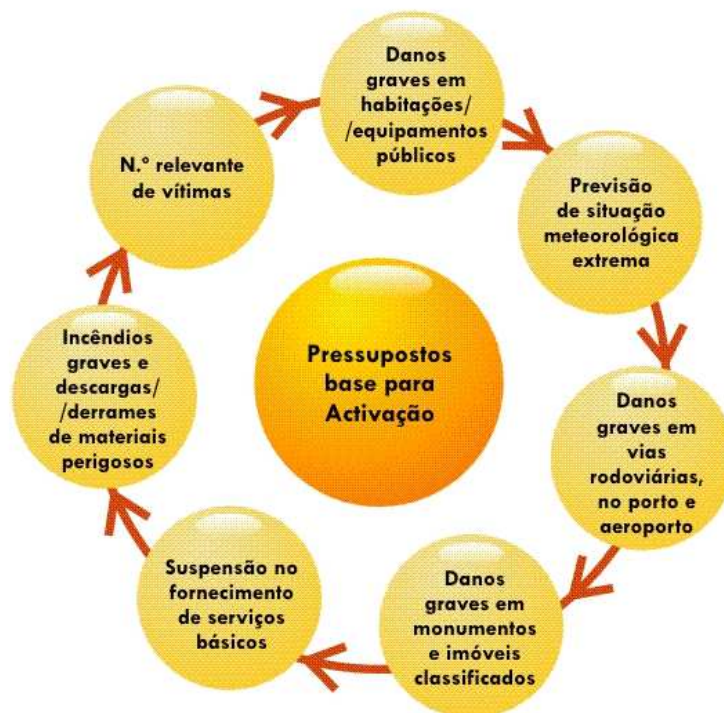 Danos
graves em
habitações/
/equipamentos
públicos
Previsão
de situação
meteorológica
extrema
Danos
graves em
vias
rodoviárias,
no porto e
aeroporto
Danos
graves em
monumentos
e imóveis
classificados
Suspensão no
fornecimento
de serviços
básicos
Incêndios
graves e
descargas/
/derrames
de materiais
perigosos
N.º relevante
de vítimas
Pressupostos
base para
Activação